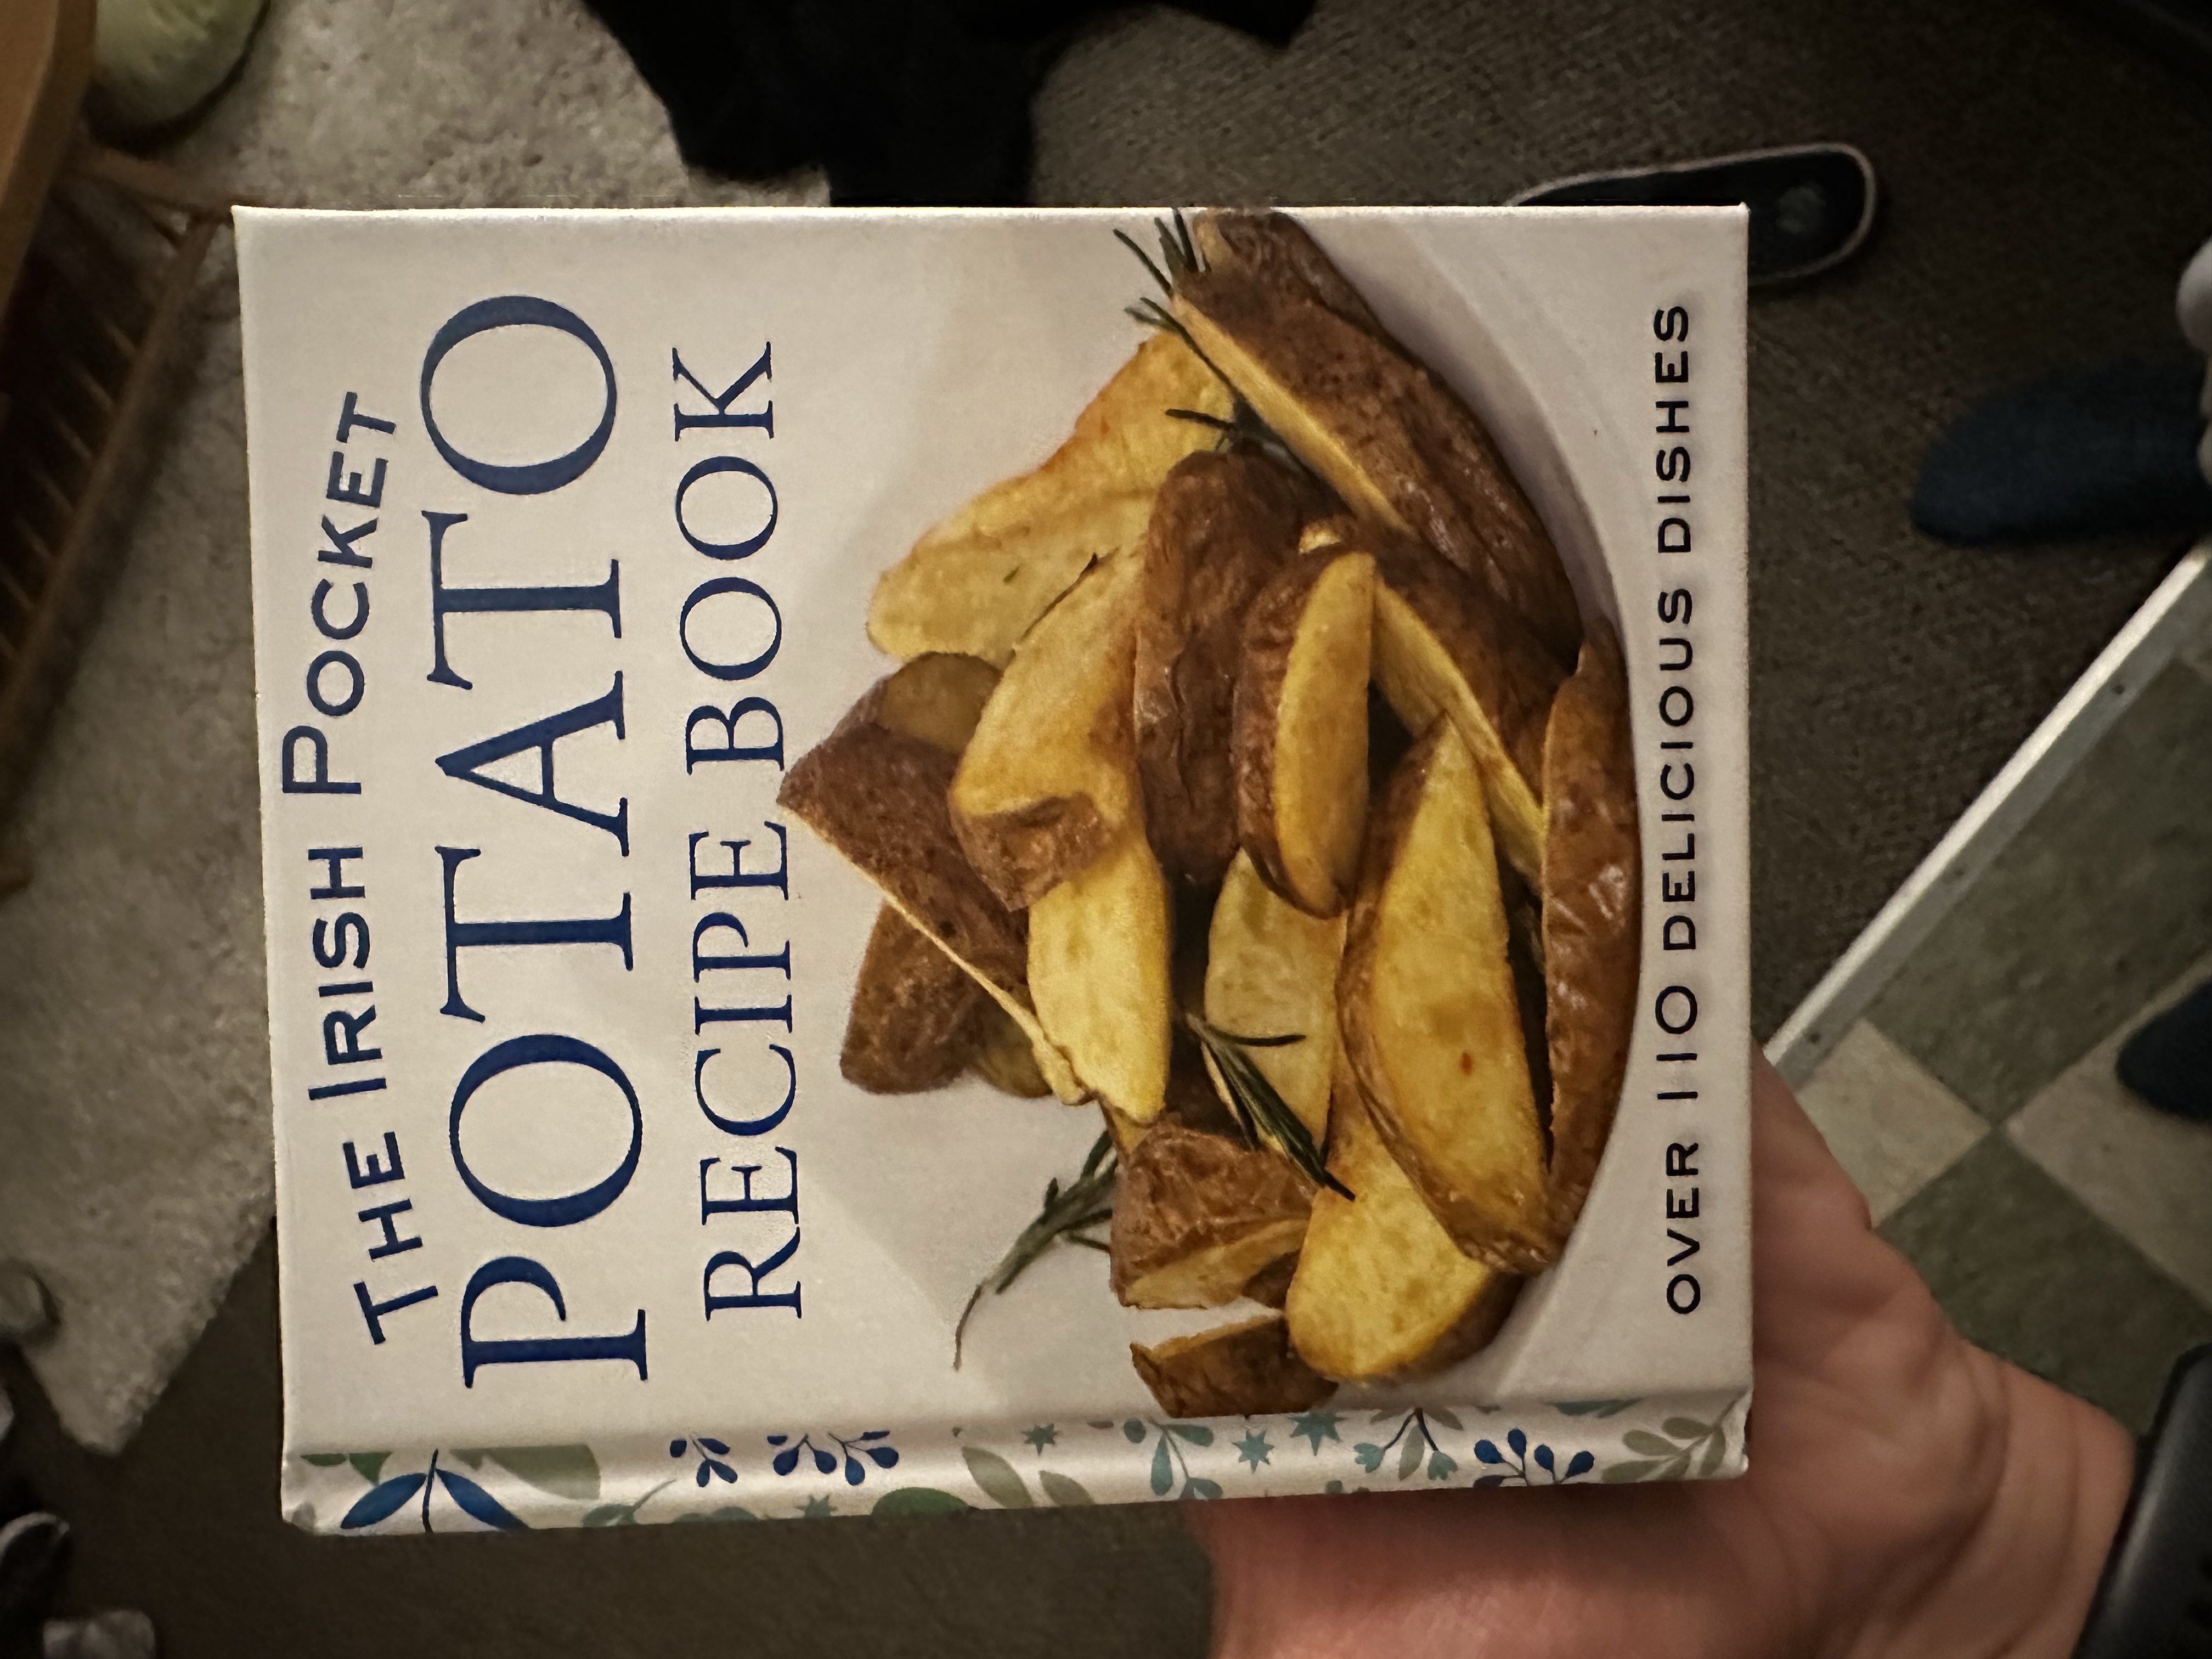 THE IRISH POCKET
POTATO
RECIPE BOOK
OVER 110 DELICIOUS DISHES